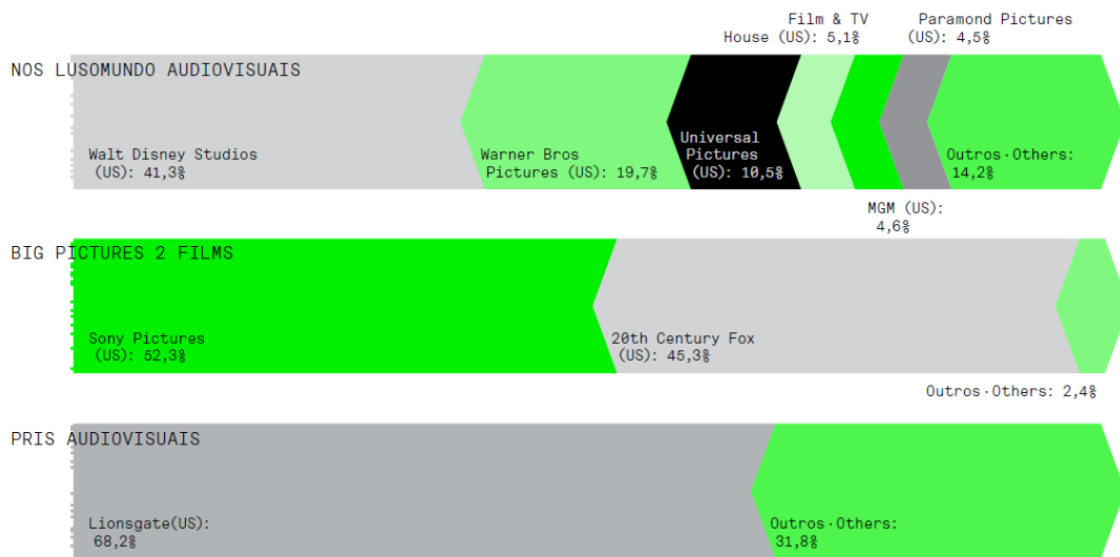 Film & TV
House (US): 5,1%
Paramond Pictures
(US): 4,5%
NOS LUSOMUNDO AUDIOVISUAIS
Walt Disney Studios
(US): 41,3%
Warner Bros
Pictures (US): 19,7%
Universal
Pictures
(US): 10,5%
Outros·Others:
14,2%
MGM (US):
4,6%
BIG PICTURES 2 FILMS
Sony Pictures
(US): 52,3%
20th Century Fox
(US): 45,3%
Outros·Others: 2,4%
PRIS AUDIOVISUAIS
Lionsgate(US):
68,2%
Outros·Others:
31,8%